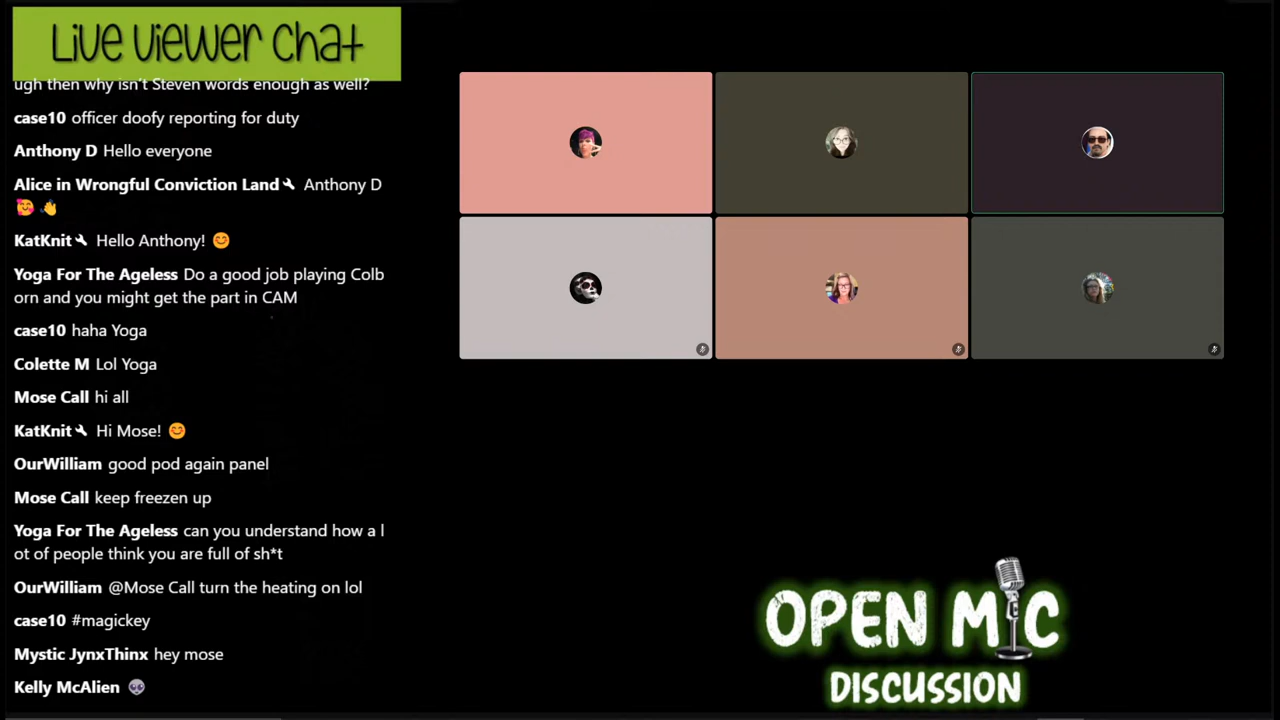 Live Viewer Chat
ugh then why isn't Steven words enough as well?
case10 officer doofy reporting for duty
Anthony D Hello everyone
Alice in Wrongful Conviction Land Anthony D
🥰 👋
KatKnit Hello Anthony! 😊
Yoga For The Ageless Do a good job playing Colb
orn and you might get the part in CAM
case10 haha Yoga
Colette M Lol Yoga
Mose Call hi all
KatKnit Hi Mose! 😊
OurWilliam good pod again panel
Mose Call keep freezen up
Yoga For The Ageless can you understand how a l
ot of people think you are full of sh*t
OurWilliam @Mose Call turn the heating on lol
case10 #magickey
Mystic JynxThinx hey mose
Kelly McAlien 👽
OPEN MIC
DISCUSSION